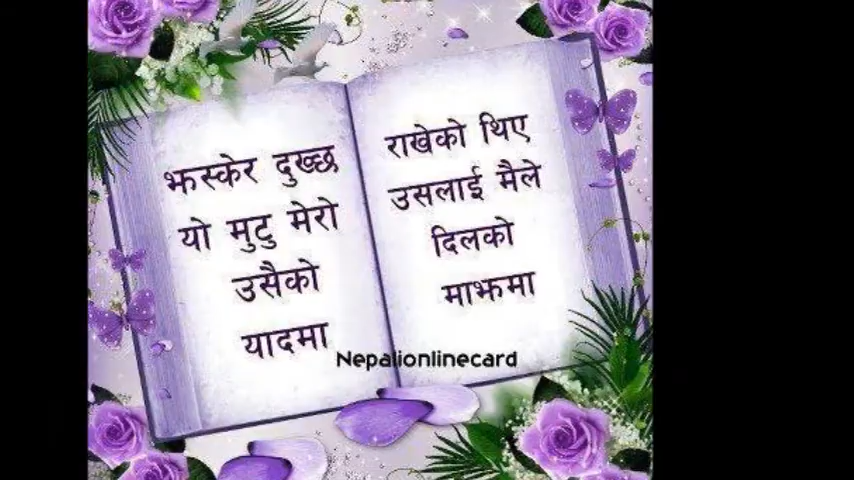 झस्केर दुख्छ
यो मुटु मेरो
उसैको
यादमा
राखेको थिए
उसलाई मैले
दिलको
माझमा
Nepalionlinecard